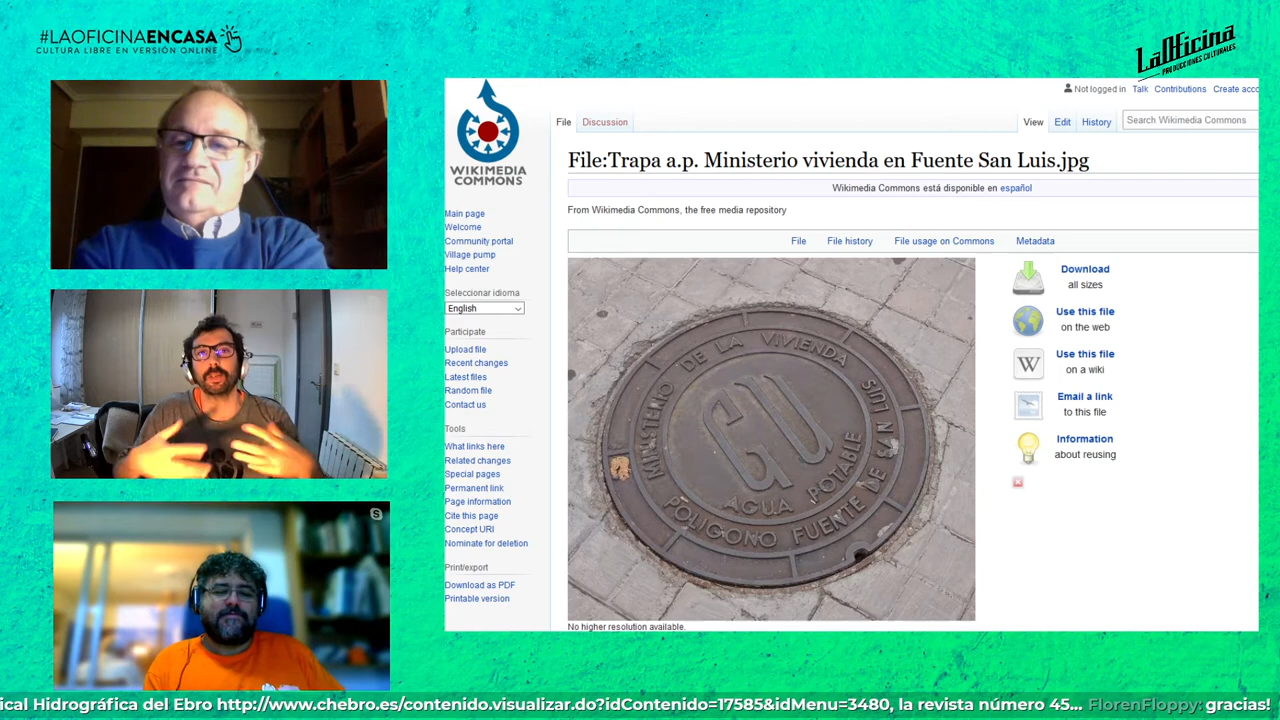 #LAOFICINAENCASA
CULTURA LIBRE EN VERSIÓN ONLINE
LAOFICINA
PRODUCCIONES CULTURALES
Not logged in Talk Contributions Create acco
File Discussion View Edit History Search Wikimedia Commons
WIKIMEDIA
COMMONS
File:Trapa a.p. Ministerio vivienda en Fuente San Luis.jpg
Wikimedia Commons está disponible en español
From Wikimedia Commons, the free media repository
Main page
Welcome
Community portal
Village pump
Help center
Seleccionar idioma
English
Participate
Upload file
Recent changes
Latest files
Random file
Contact us
Tools
What links here
Related changes
Special pages
Permanent link
Page information
Cite this page
Concept URI
Nominate for deletion
Print/export
Download as PDF
Printable version
File File history File usage on Commons Metadata
MINISTERIO DE LA VIVIENDA
GU
AGUA POTABLE
POLIGONO FUENTE DE S. AN LUIS
Download
all sizes
Use this file
on the web
W
Use this file
on a wiki
Email a link
to this file
Information
about reusing
No higher resolution available.
S
ical Hidrográfica del Ebro http://www.chebro.es/contenido.visualizar.do?idContenido=17585&idMenu=3480, la revista número 45... FlorenFloppy: gracias!